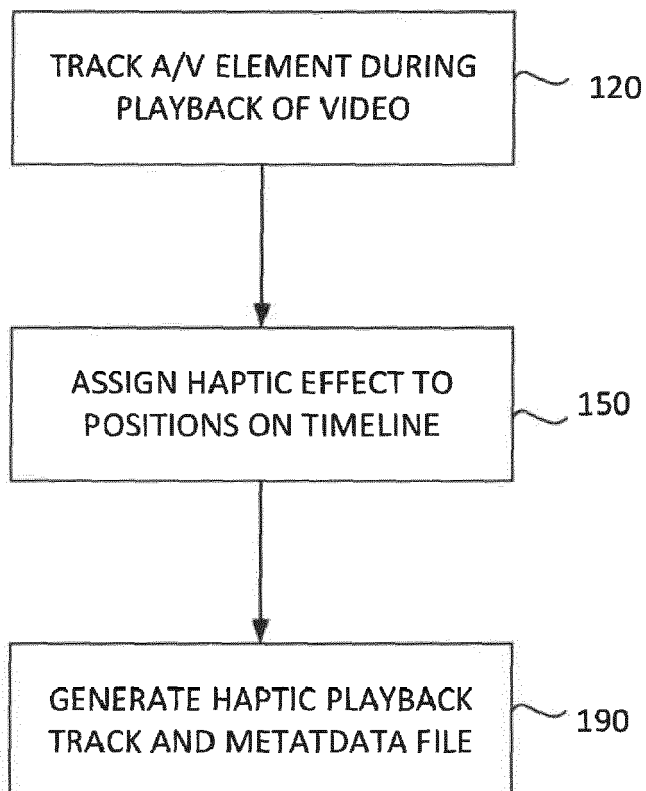 TRACK A/V ELEMENT DURING
PLAYBACK OF VIDEO
120
ASSIGN HAPTIC EFFECT TO
POSITIONS ON TIMELINE
150
GENERATE HAPTIC PLAYBACK
TRACK AND METATDATA FILE
190